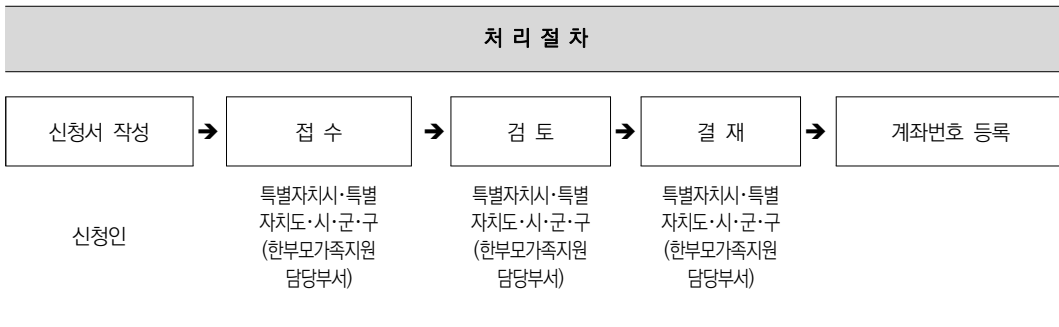 처 리 절 차
신청서 작성 ➔ 접 수 ➔ 검 토 ➔ 결 재 ➔ 계좌번호 등록
신청인
특별자치시·특별
자치도·시·군·구
(한부모가족지원
담당부서)
특별자치시·특별
자치도·시·군·구
(한부모가족지원
담당부서)
특별자치시·특별
자치도·시·군·구
(한부모가족지원
담당부서)